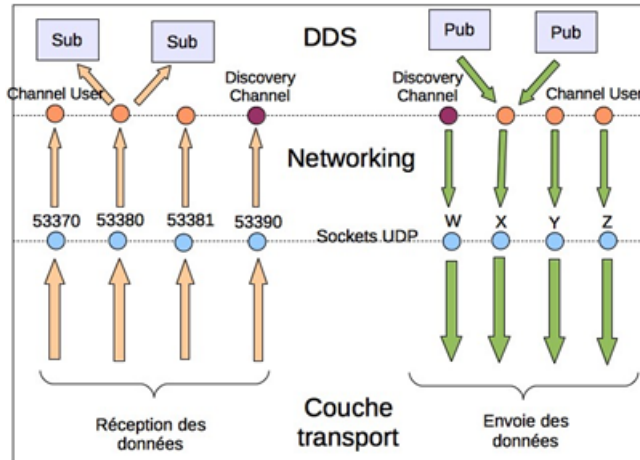 Sub
Sub
DDS
Pub
Pub
Channel User
Discovery
Channel
Discovery
Channel
Channel User
Networking
53370
53380
53381
53390
Sockets UDP
W
X
Y
Z
Réception des
données
Couche
transport
Envoie des
données